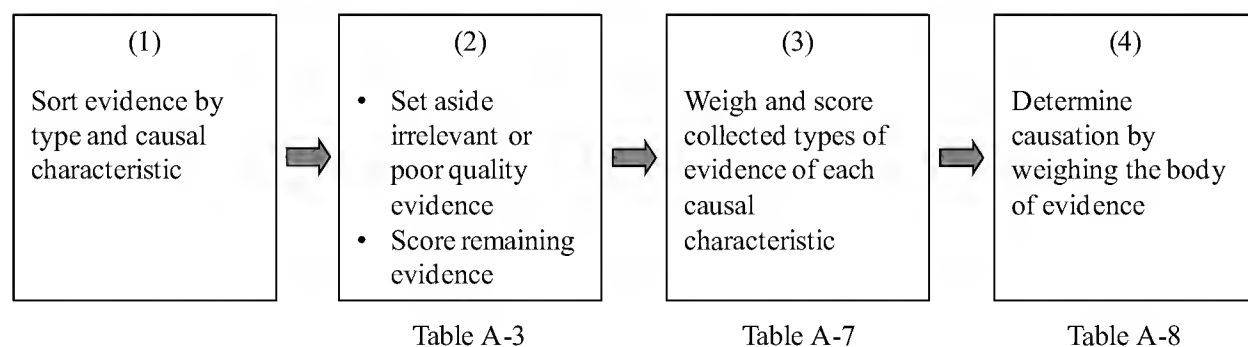 (1)
Sort evidence by
type and causal
characteristic
(2)
• Set aside
irrelevant or
poor quality
evidence
• Score remaining
evidence
Table A-3
(3)
Weigh and score
collected types of
evidence of each
causal
characteristic
Table A-7
(4)
Determine
causation by
weighing the body
of evidence
Table A-8